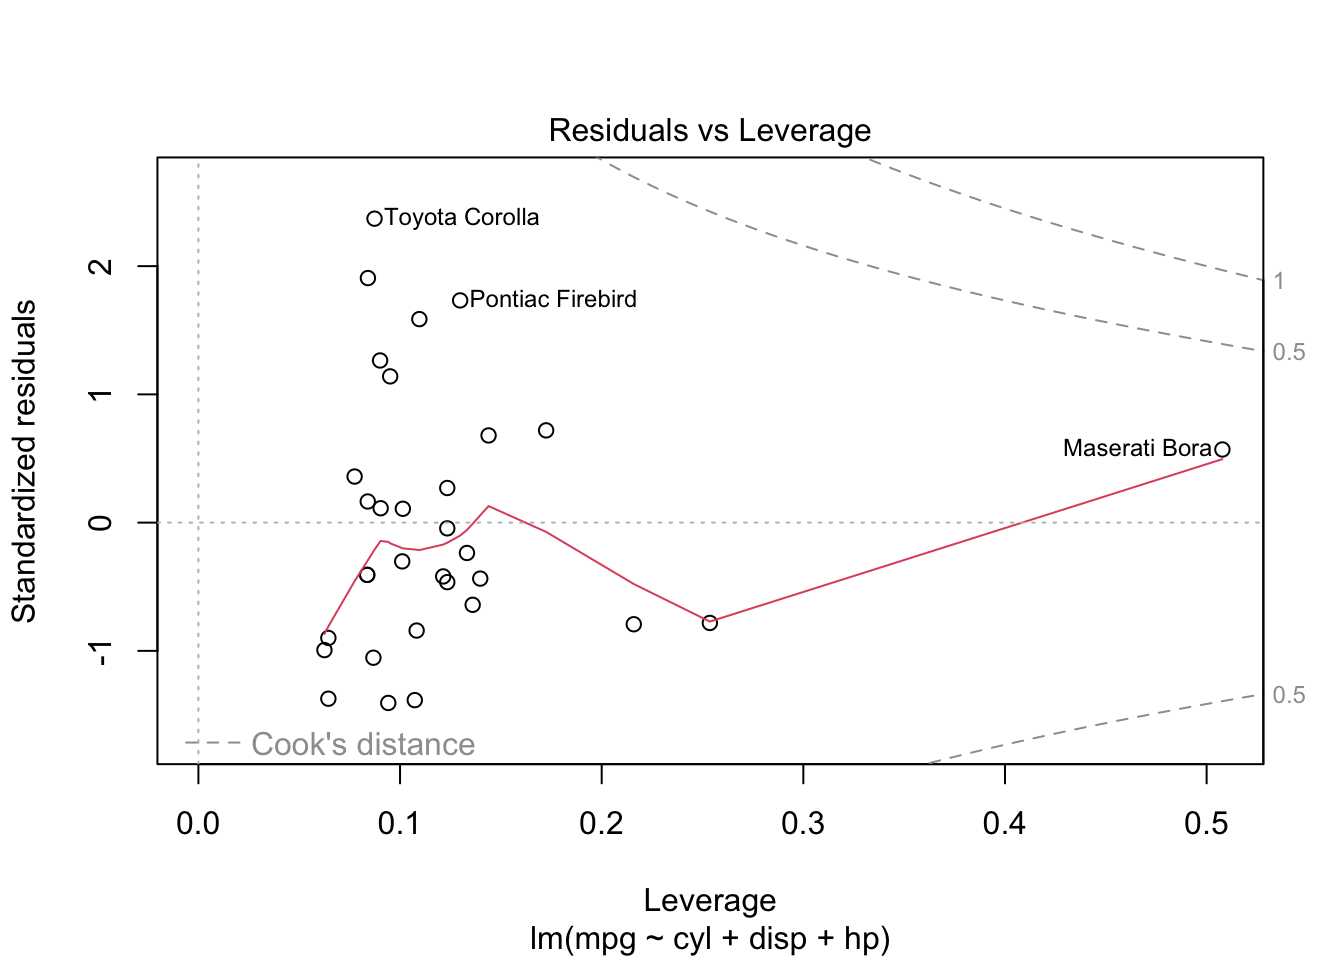 Residuals vs Leverage
Toyota Corolla
Pontiac Firebird
Maserati Bora
1
0.5
0.5
2
1
0
-1
Standardized residuals
Cook's distance
0.0 0.1 0.2 0.3 0.4 0.5
Leverage
lm(mpg ~ cyl + disp + hp)